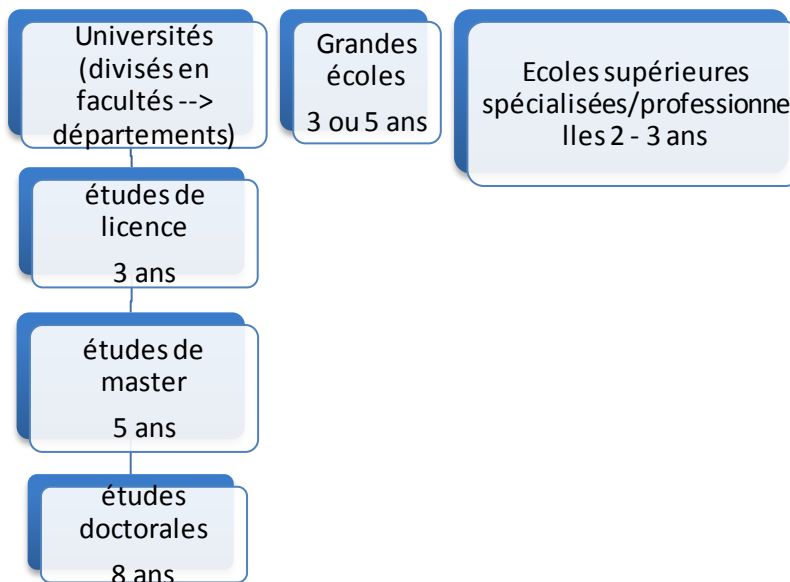 Universités
(divisés en
facultés -->
départements)
Grandes
écoles
3 ou 5 ans
Ecoles supérieures
spécialisées/professionne
lles 2 - 3 ans
études de
licence
3 ans
études de
master
5 ans
études
doctorales
8 ans